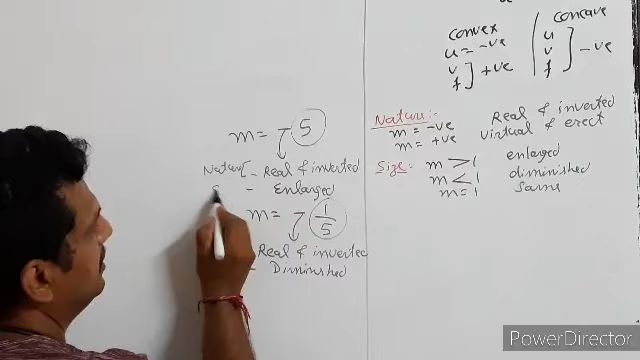 convex
u = -ve
v
f
+ve
concave
u
v
f
-ve
m = -5
Nature - Real & inverted
S - Enlarged
m = -1/5
Real & inverted
- Diminished
Nature:-
m = -ve Real & inverted
m = +ve Virtual & erect
Size:- m > 1 enlarged
m < 1 diminished
m = 1 Same
PowerDirector